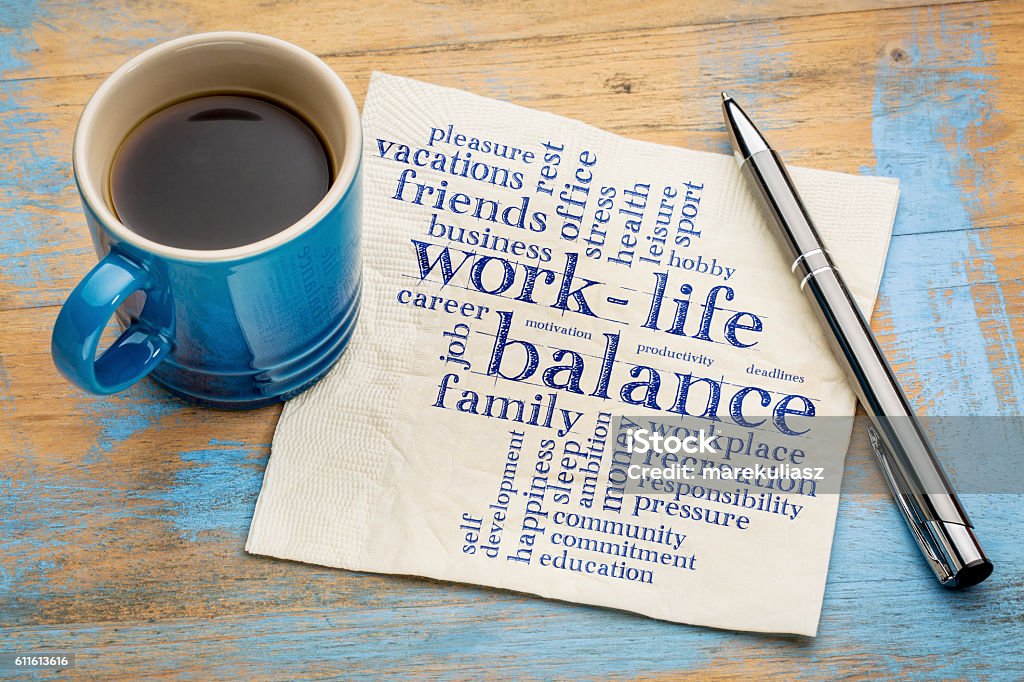 pleasure
vacations
rest
friends
office
stress
health
leisure
sport
business
hobby
work-life
career
motivation
productivity
deadlines
job
balance
family
workplace
recreation
money
ambition
sleep
happiness
self
development
responsibility
pressure
community
commitment
education
iStock
Credit: marekuliasz
611613616